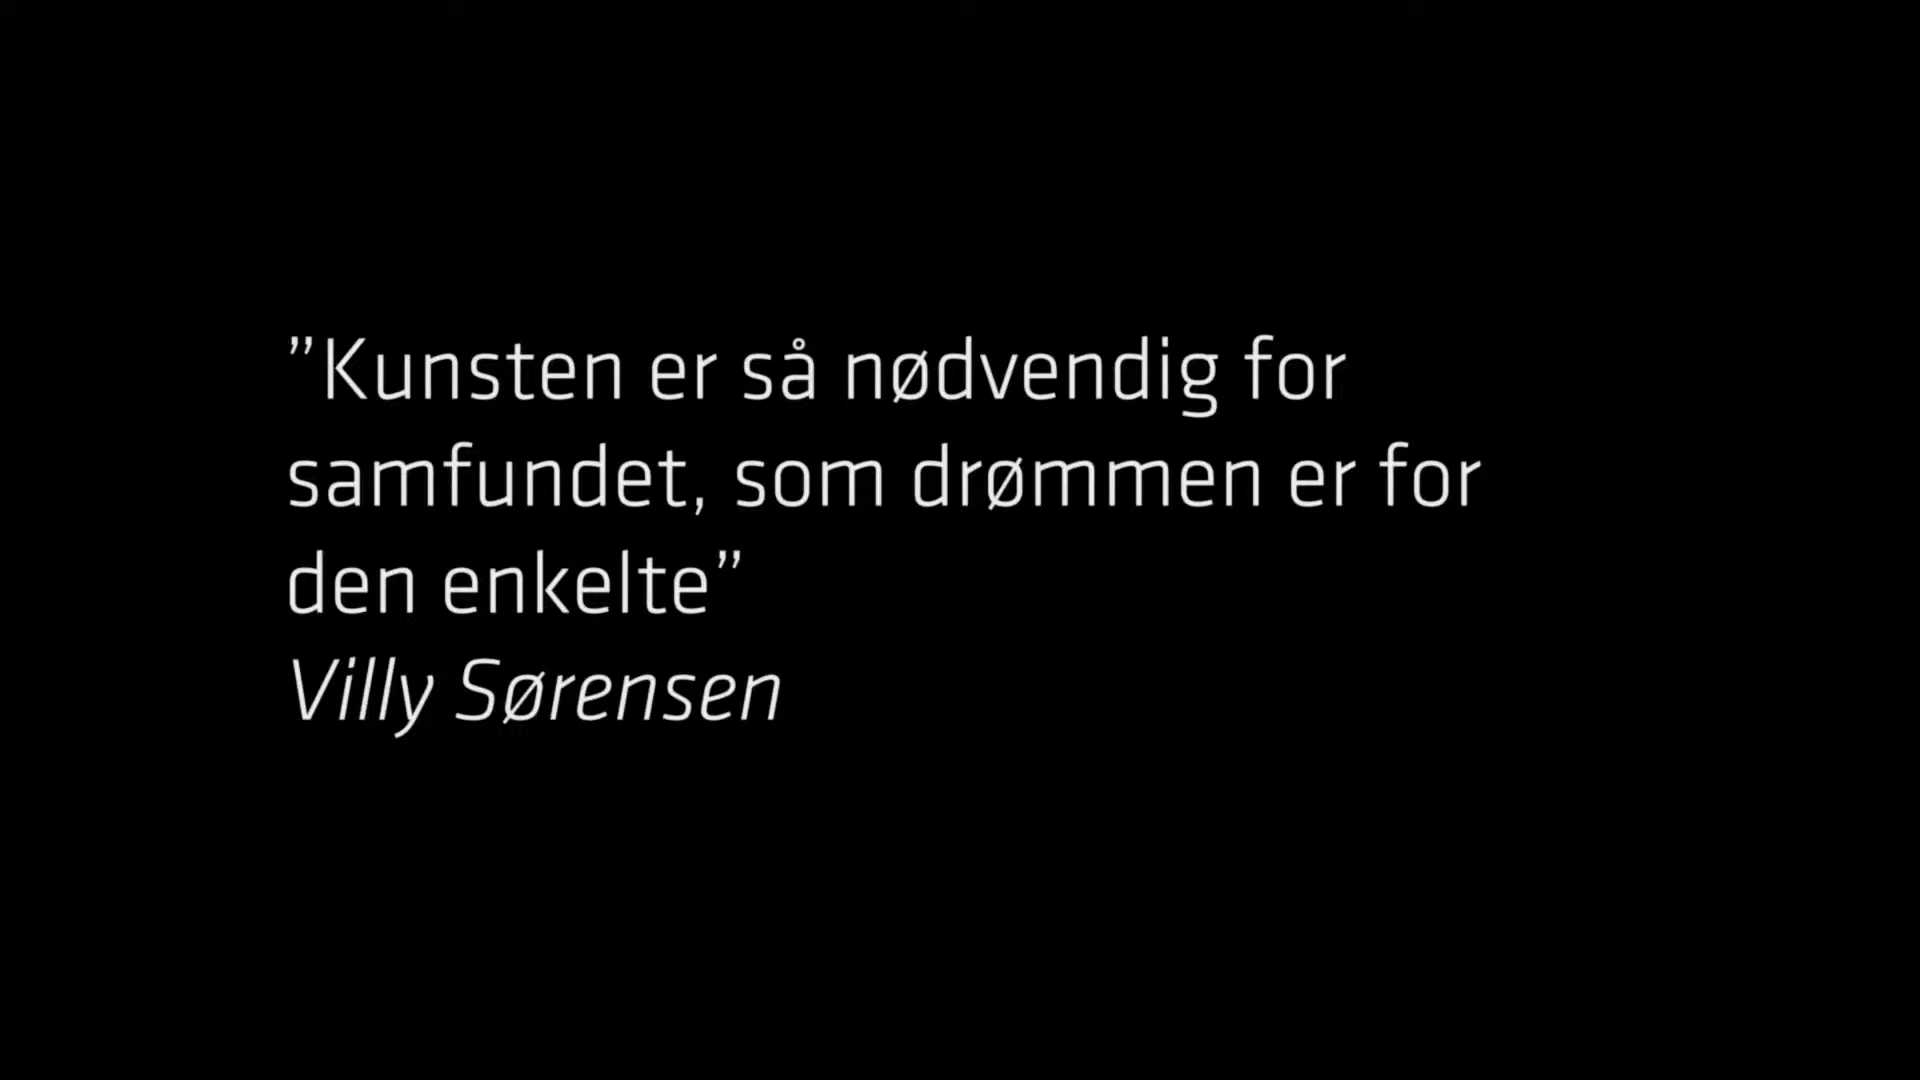 ”Kunsten er så nødvendig for
samfundet, som drømmen er for
den enkelte”
Villy Sørensen